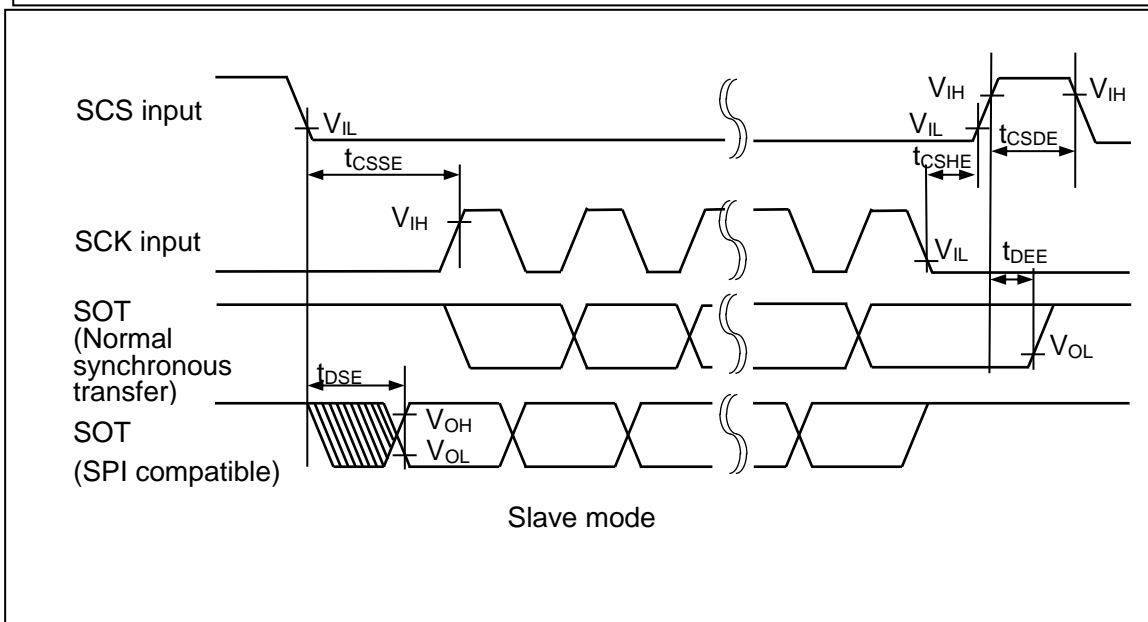 SCS input
VIL
VIH
VIH
VIL
tCSDE
tCSSE
tCSHE
SCK input
VIH
VIL
tDEE
SOT
(Normal
synchronous
transfer)
VOL
tDSE
SOT
(SPI compatible)
VOH
VOL
Slave mode